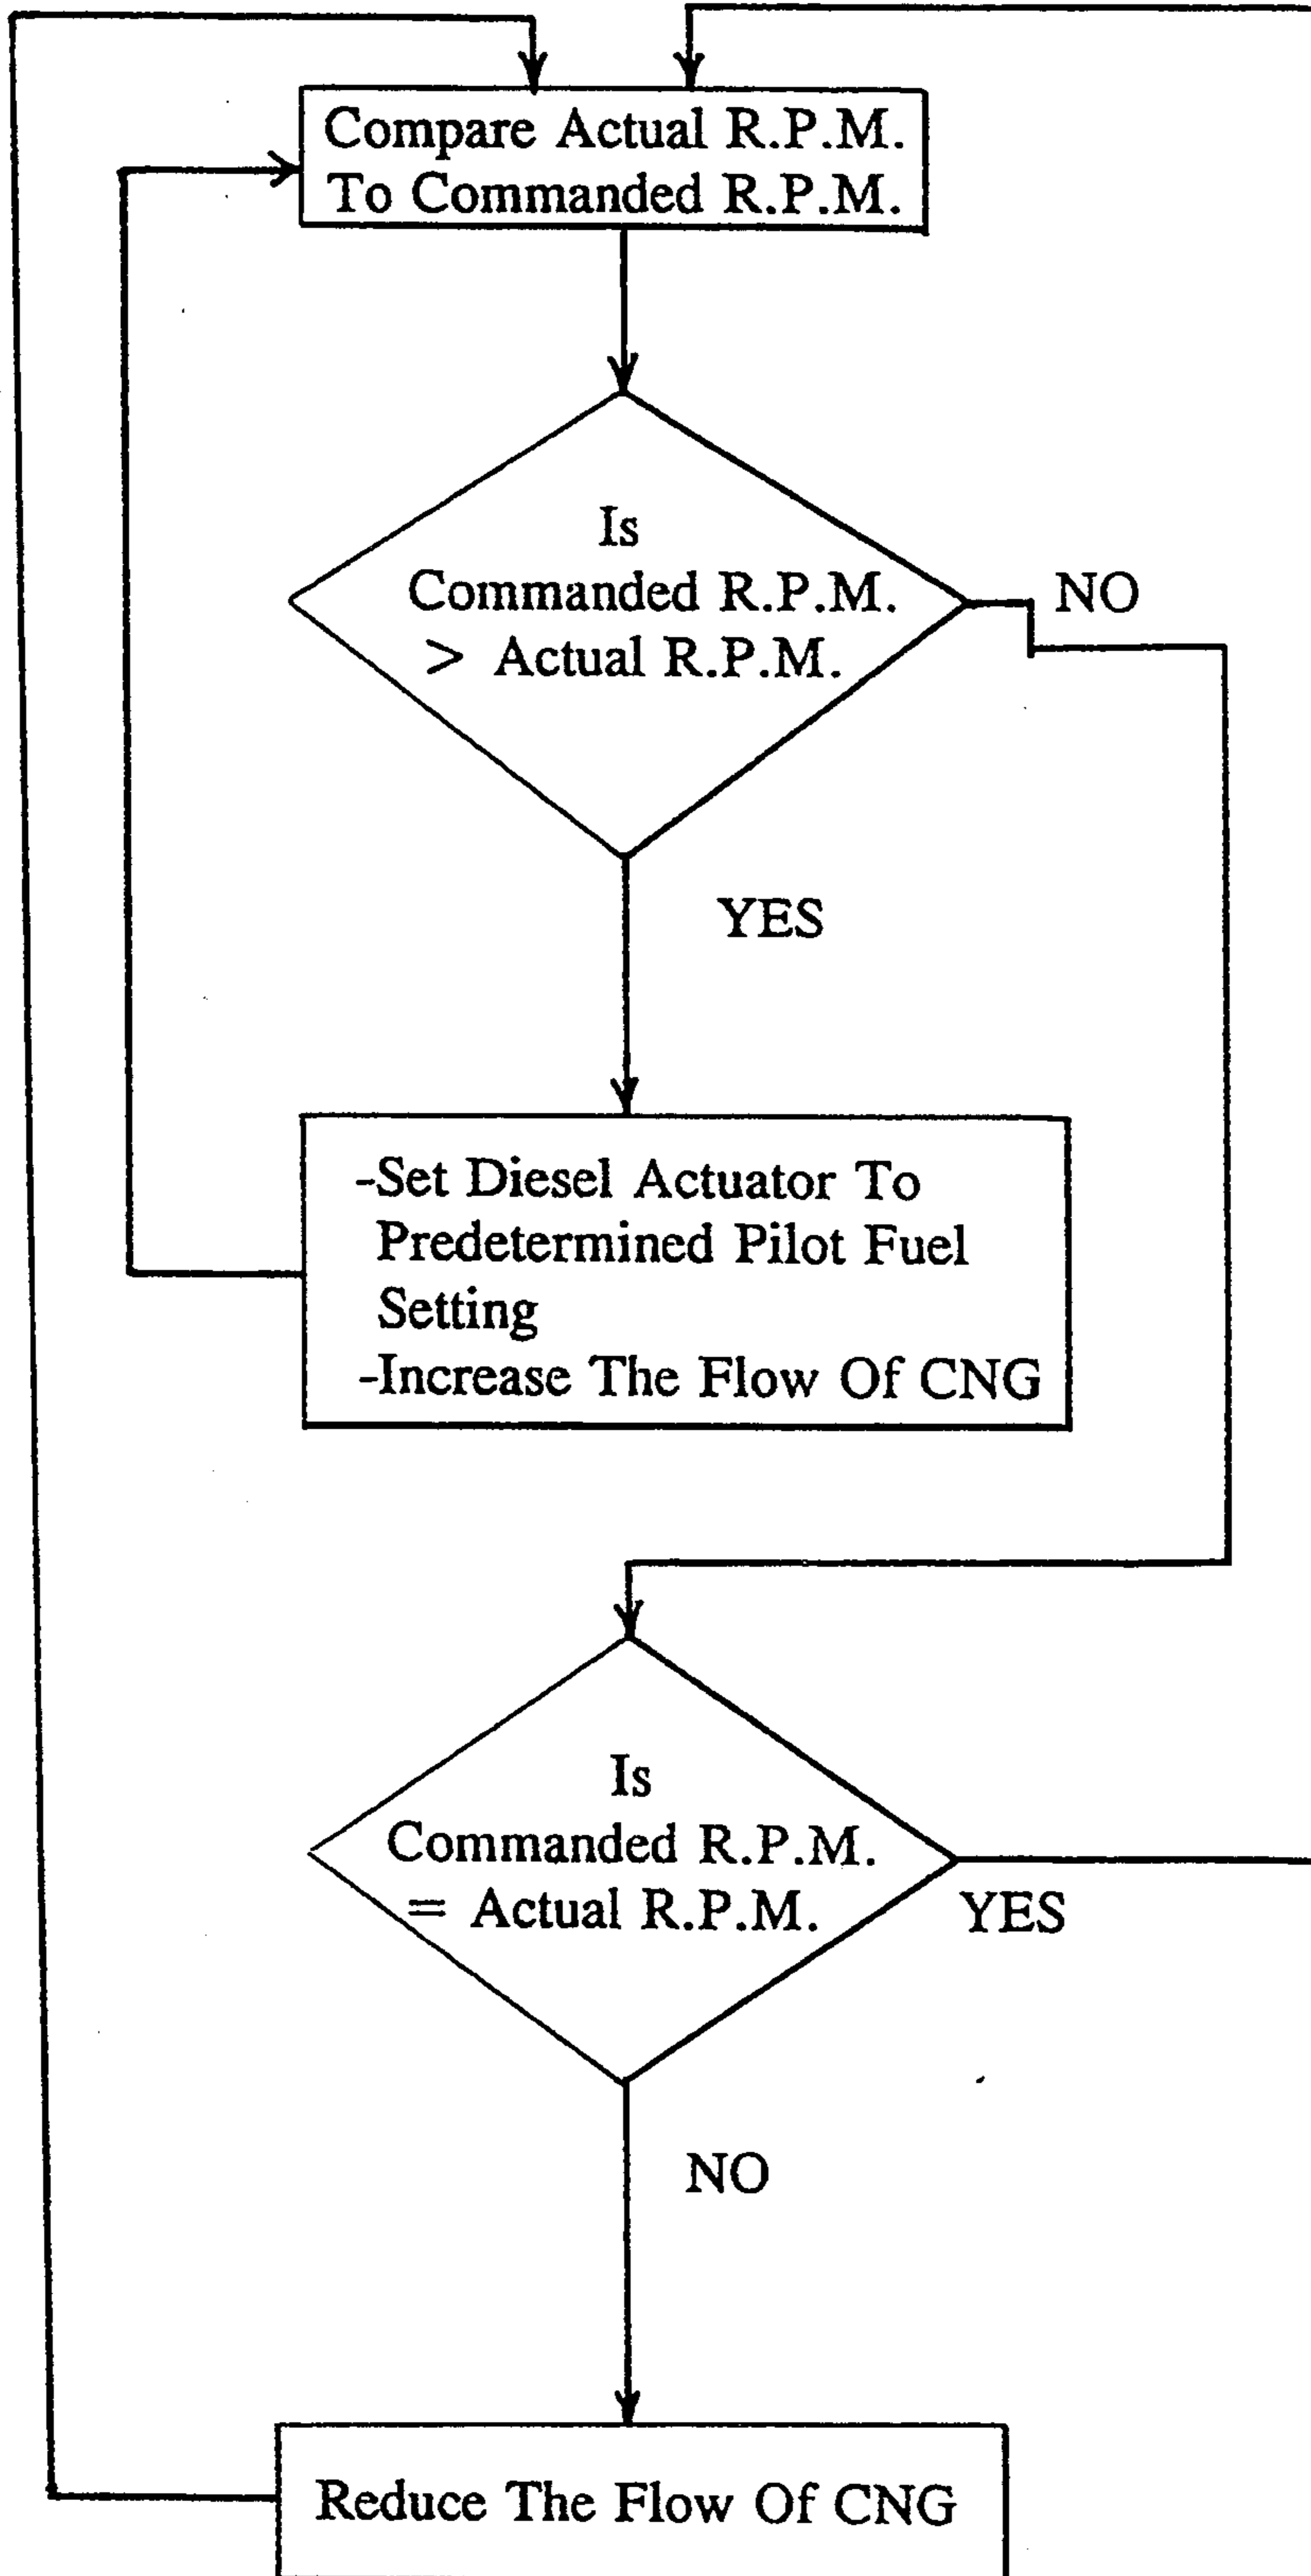 Compare Actual R.P.M.
To Commanded R.P.M.
Is
Commanded R.P.M.
> Actual R.P.M.
NO
YES
-Set Diesel Actuator To
Predetermined Pilot Fuel
Setting
-Increase The Flow Of CNG
Is
Commanded R.P.M.
= Actual R.P.M.
YES
NO
Reduce The Flow Of CNG